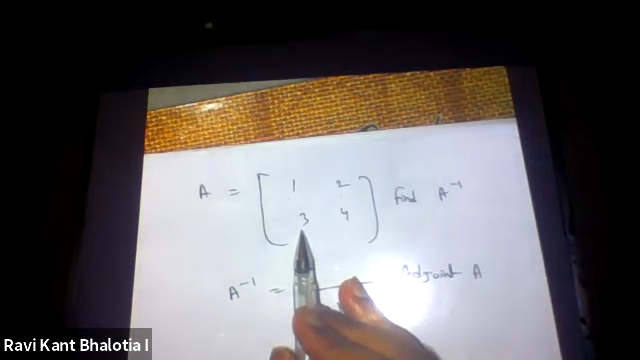 A = [ 1 2 Find A⁻¹
3 4 ]
A⁻¹ = Adjoint A
Ravi Kant Bhalotia I